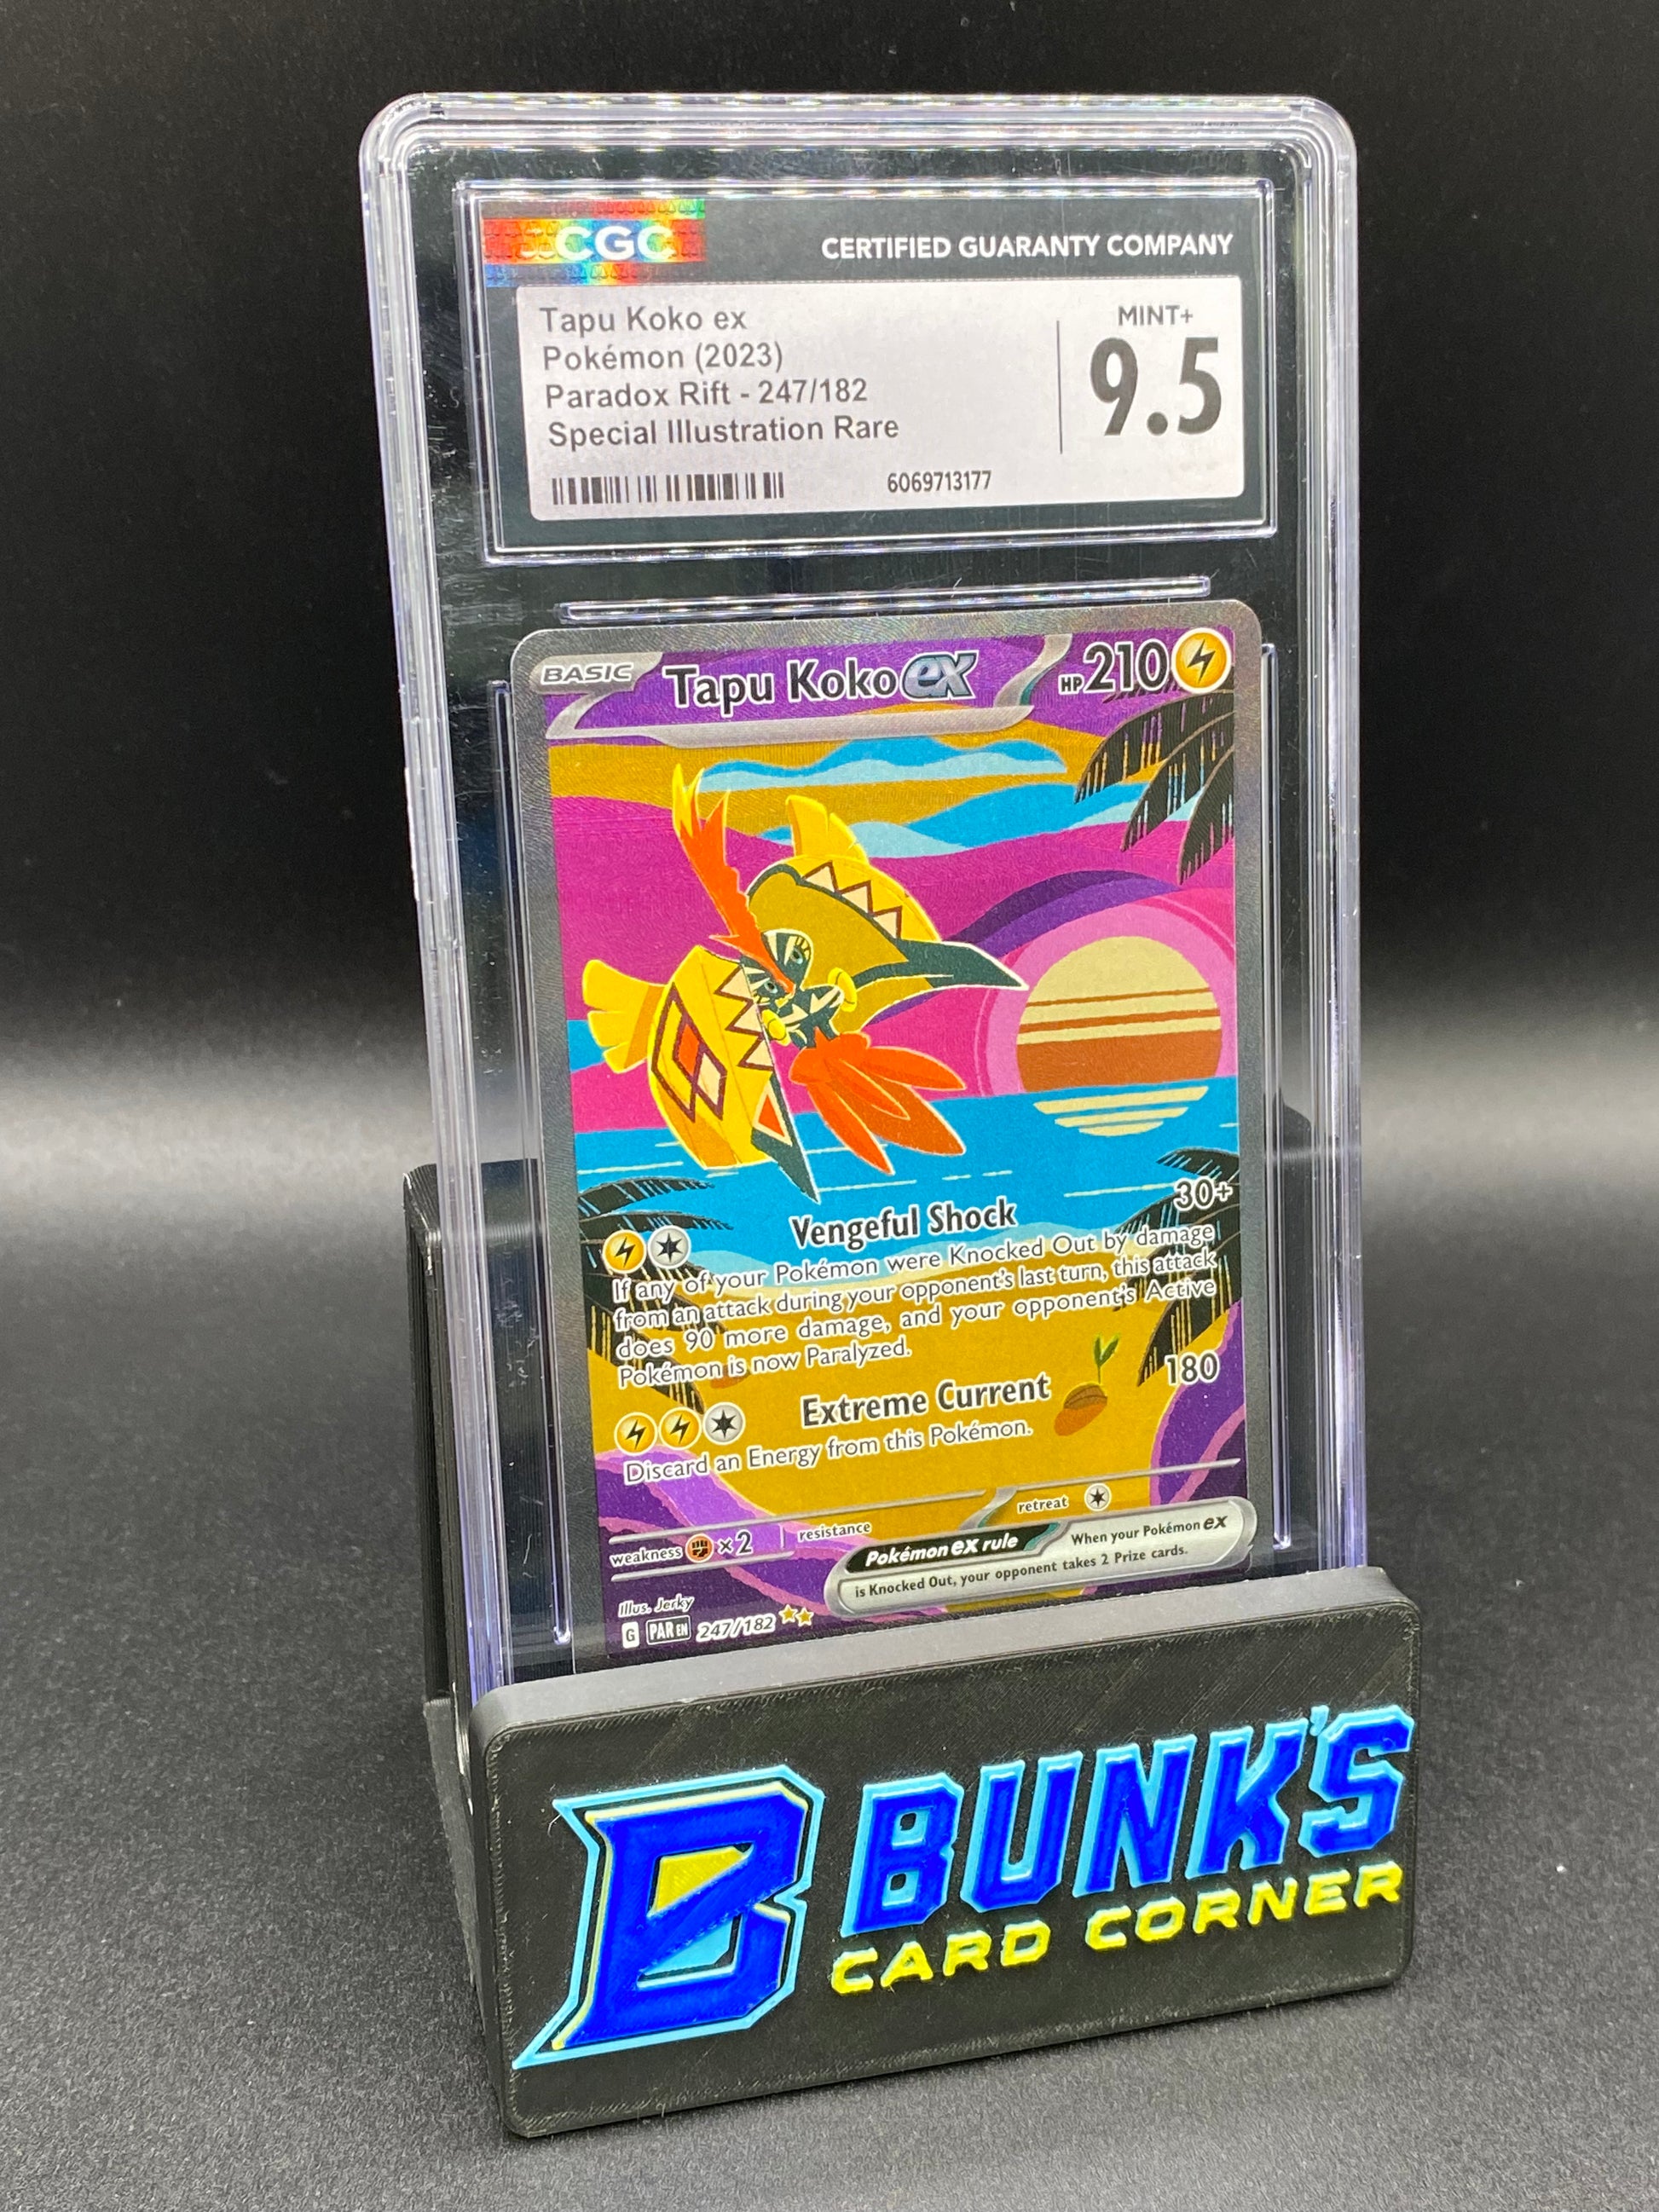 CGC
CERTIFIED GUARANTY COMPANY
Tapu Koko ex
Pokémon (2023)
Paradox Rift - 247/182
Special Illustration Rare
MINT+
9.5
6069713177
BASIC
Tapu Koko ex
HP 210
Vengeful Shock
30+
If any of your Pokémon were Knocked Out by damage
from an attack during your opponent's last turn, this attack
does 90 more damage, and your opponent's Active
Pokémon is now Paralyzed.
Extreme Current
180
Discard an Energy from this Pokémon.
weakness ×2
resistance
retreat
Pokémon ex rule
When your Pokémon ex
is Knocked Out, your opponent takes 2 Prize cards.
Illus. Jerky
G PAR EN 247/182
B
BUNK'S
CARD CORNER